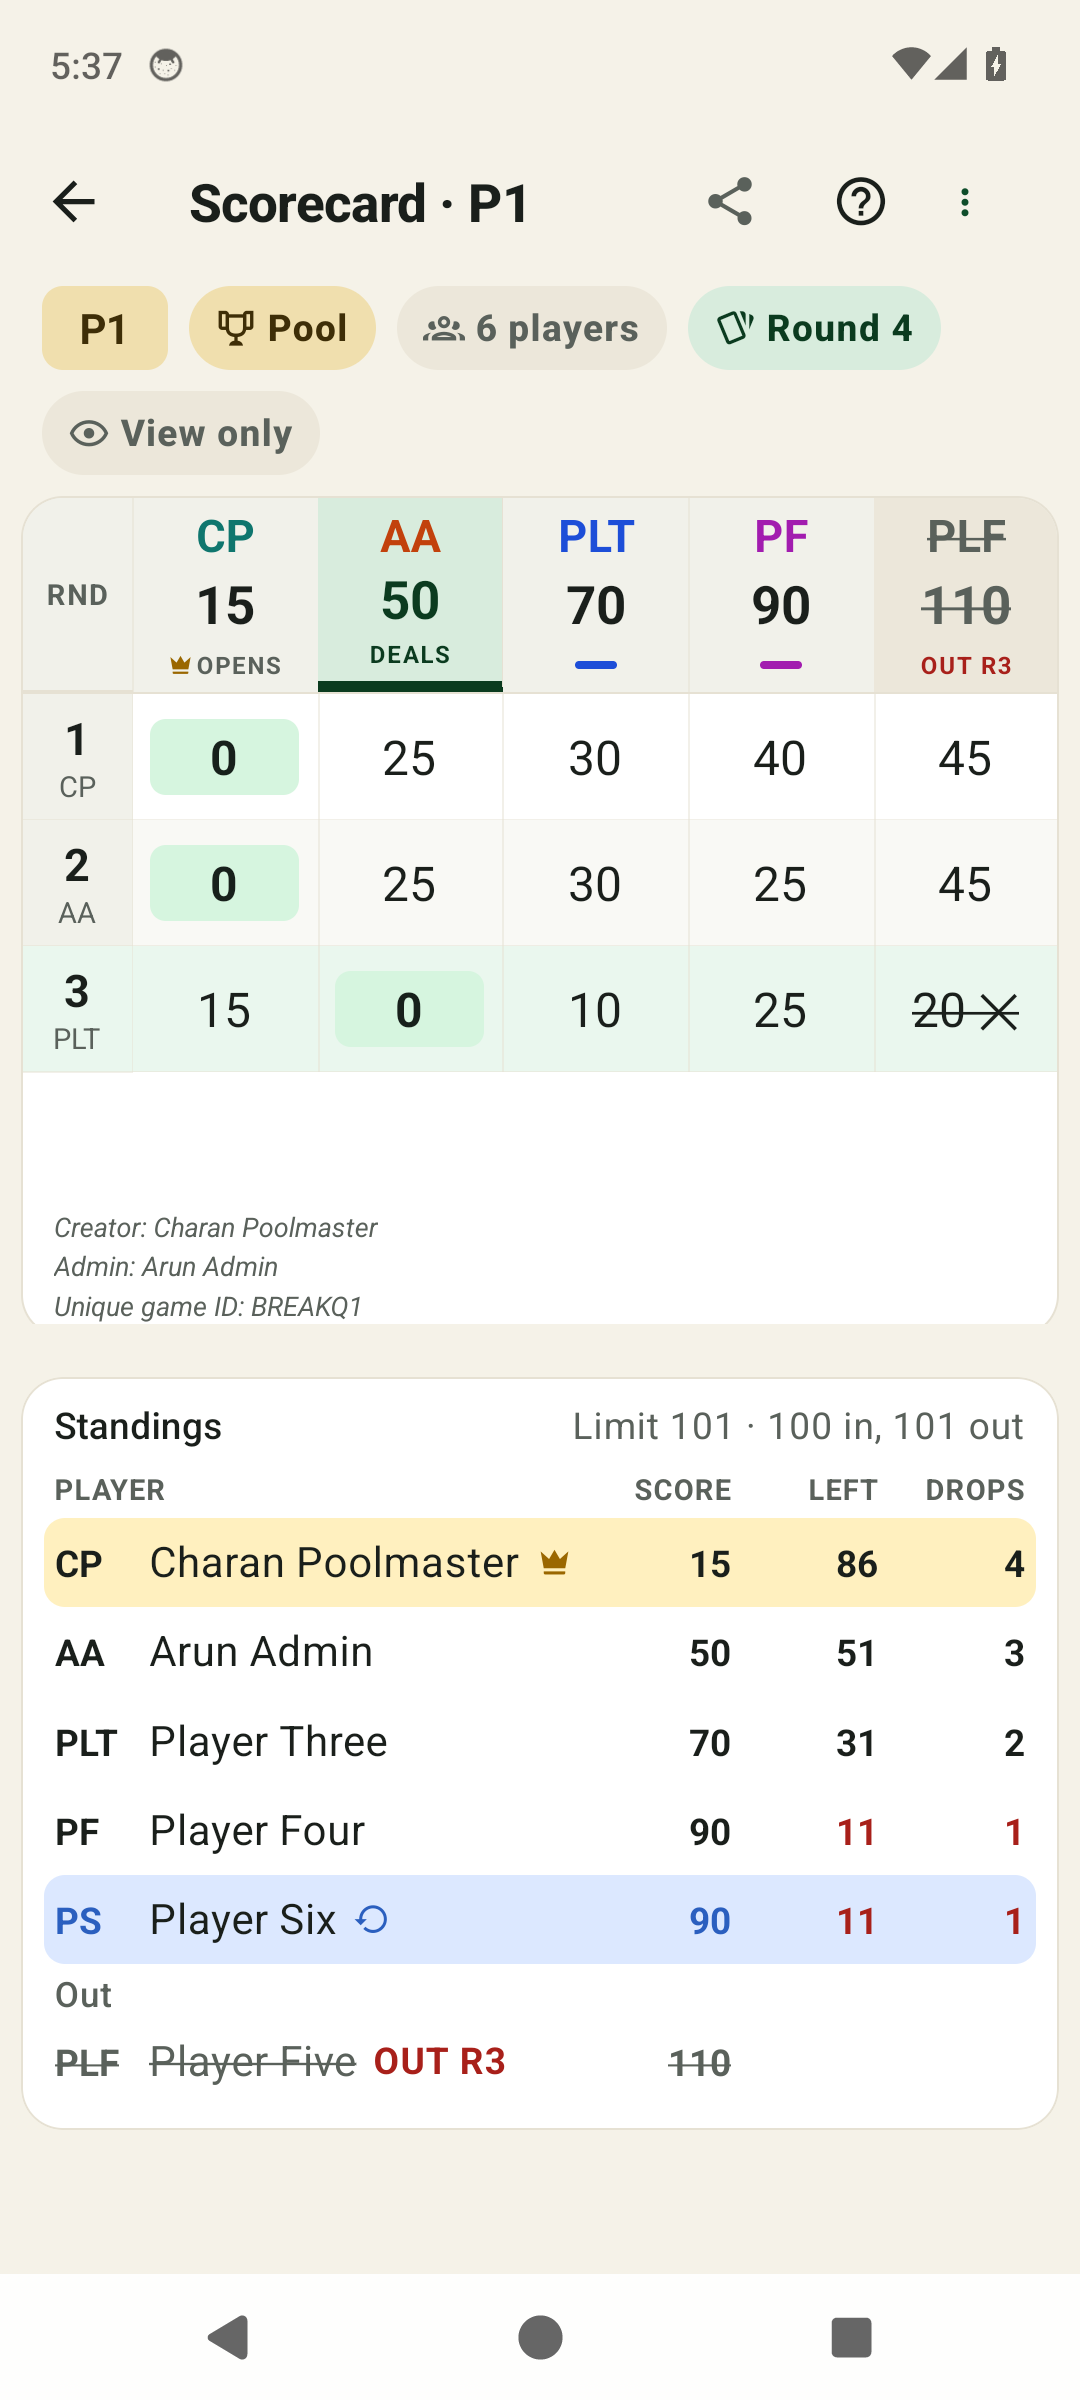 5:37
Scorecard · P1
P1
Pool
6 players
Round 4
View only
RND CP AA PLT PF PLF
15 50 70 90 110
OPENS DEALS OUT R3
1 0 25 30 40 45
CP
2 0 25 30 25 45
AA
3 15 0 10 25 20
PLT
Creator: Charan Poolmaster
Admin: Arun Admin
Unique game ID: BREAKQ1
Standings Limit 101 · 100 in, 101 out
PLAYER SCORE LEFT DROPS
CP Charan Poolmaster 15 86 4
AA Arun Admin 50 51 3
PLT Player Three 70 31 2
PF Player Four 90 11 1
PS Player Six 90 11 1
Out
PLF Player Five OUT R3 110